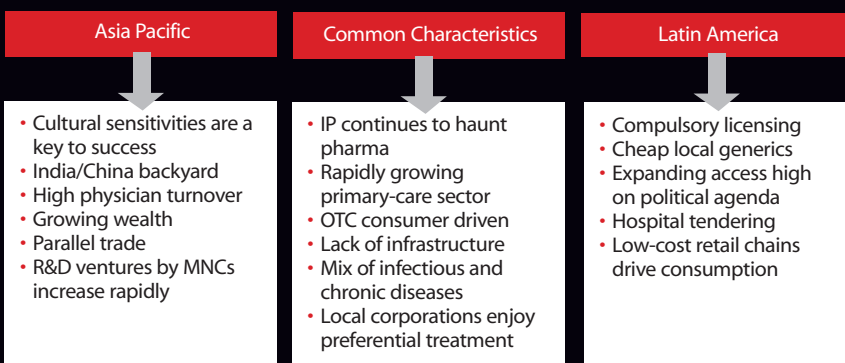 Asia Pacific
• Cultural sensitivities are a
key to success
• India/China backyard
• High physician turnover
• Growing wealth
• Parallel trade
• R&D ventures by MNCs
increase rapidly
Common Characteristics
• IP continues to haunt
pharma
• Rapidly growing
primary-care sector
• OTC consumer driven
• Lack of infrastructure
• Mix of infectious and
chronic diseases
• Local corporations enjoy
preferential treatment
Latin America
• Compulsory licensing
• Cheap local generics
• Expanding access high
on political agenda
• Hospital tendering
• Low-cost retail chains
drive consumption